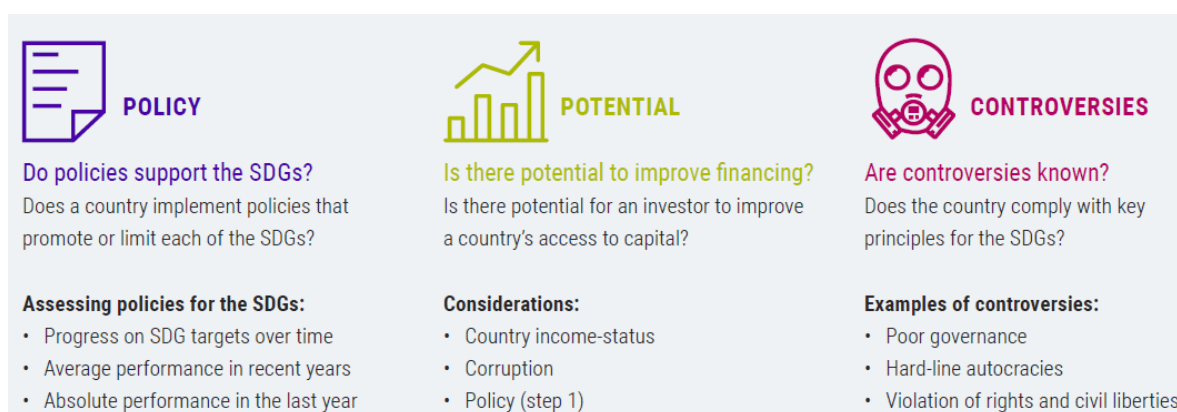 POLICY
Do policies support the SDGs?
Does a country implement policies that
promote or limit each of the SDGs?
Assessing policies for the SDGs:
• Progress on SDG targets over time
• Average performance in recent years
• Absolute performance in the last year
POTENTIAL
Is there potential to improve financing?
Is there potential for an investor to improve
a country's access to capital?
Considerations:
• Country income-status
• Corruption
• Policy (step 1)
CONTROVERSIES
Are controversies known?
Does the country comply with key
principles for the SDGs?
Examples of controversies:
• Poor governance
• Hard-line autocracies
• Violation of rights and civil liberties